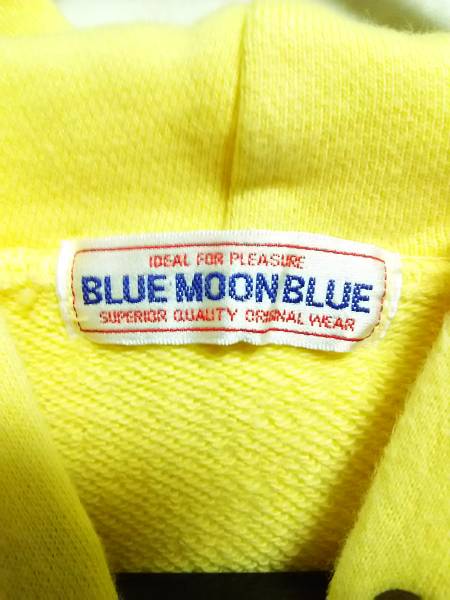 IDEAL FOR PLEASURE
BLUE MOON BLUE
SUPERIOR QUALITY ORIGINAL WEAR